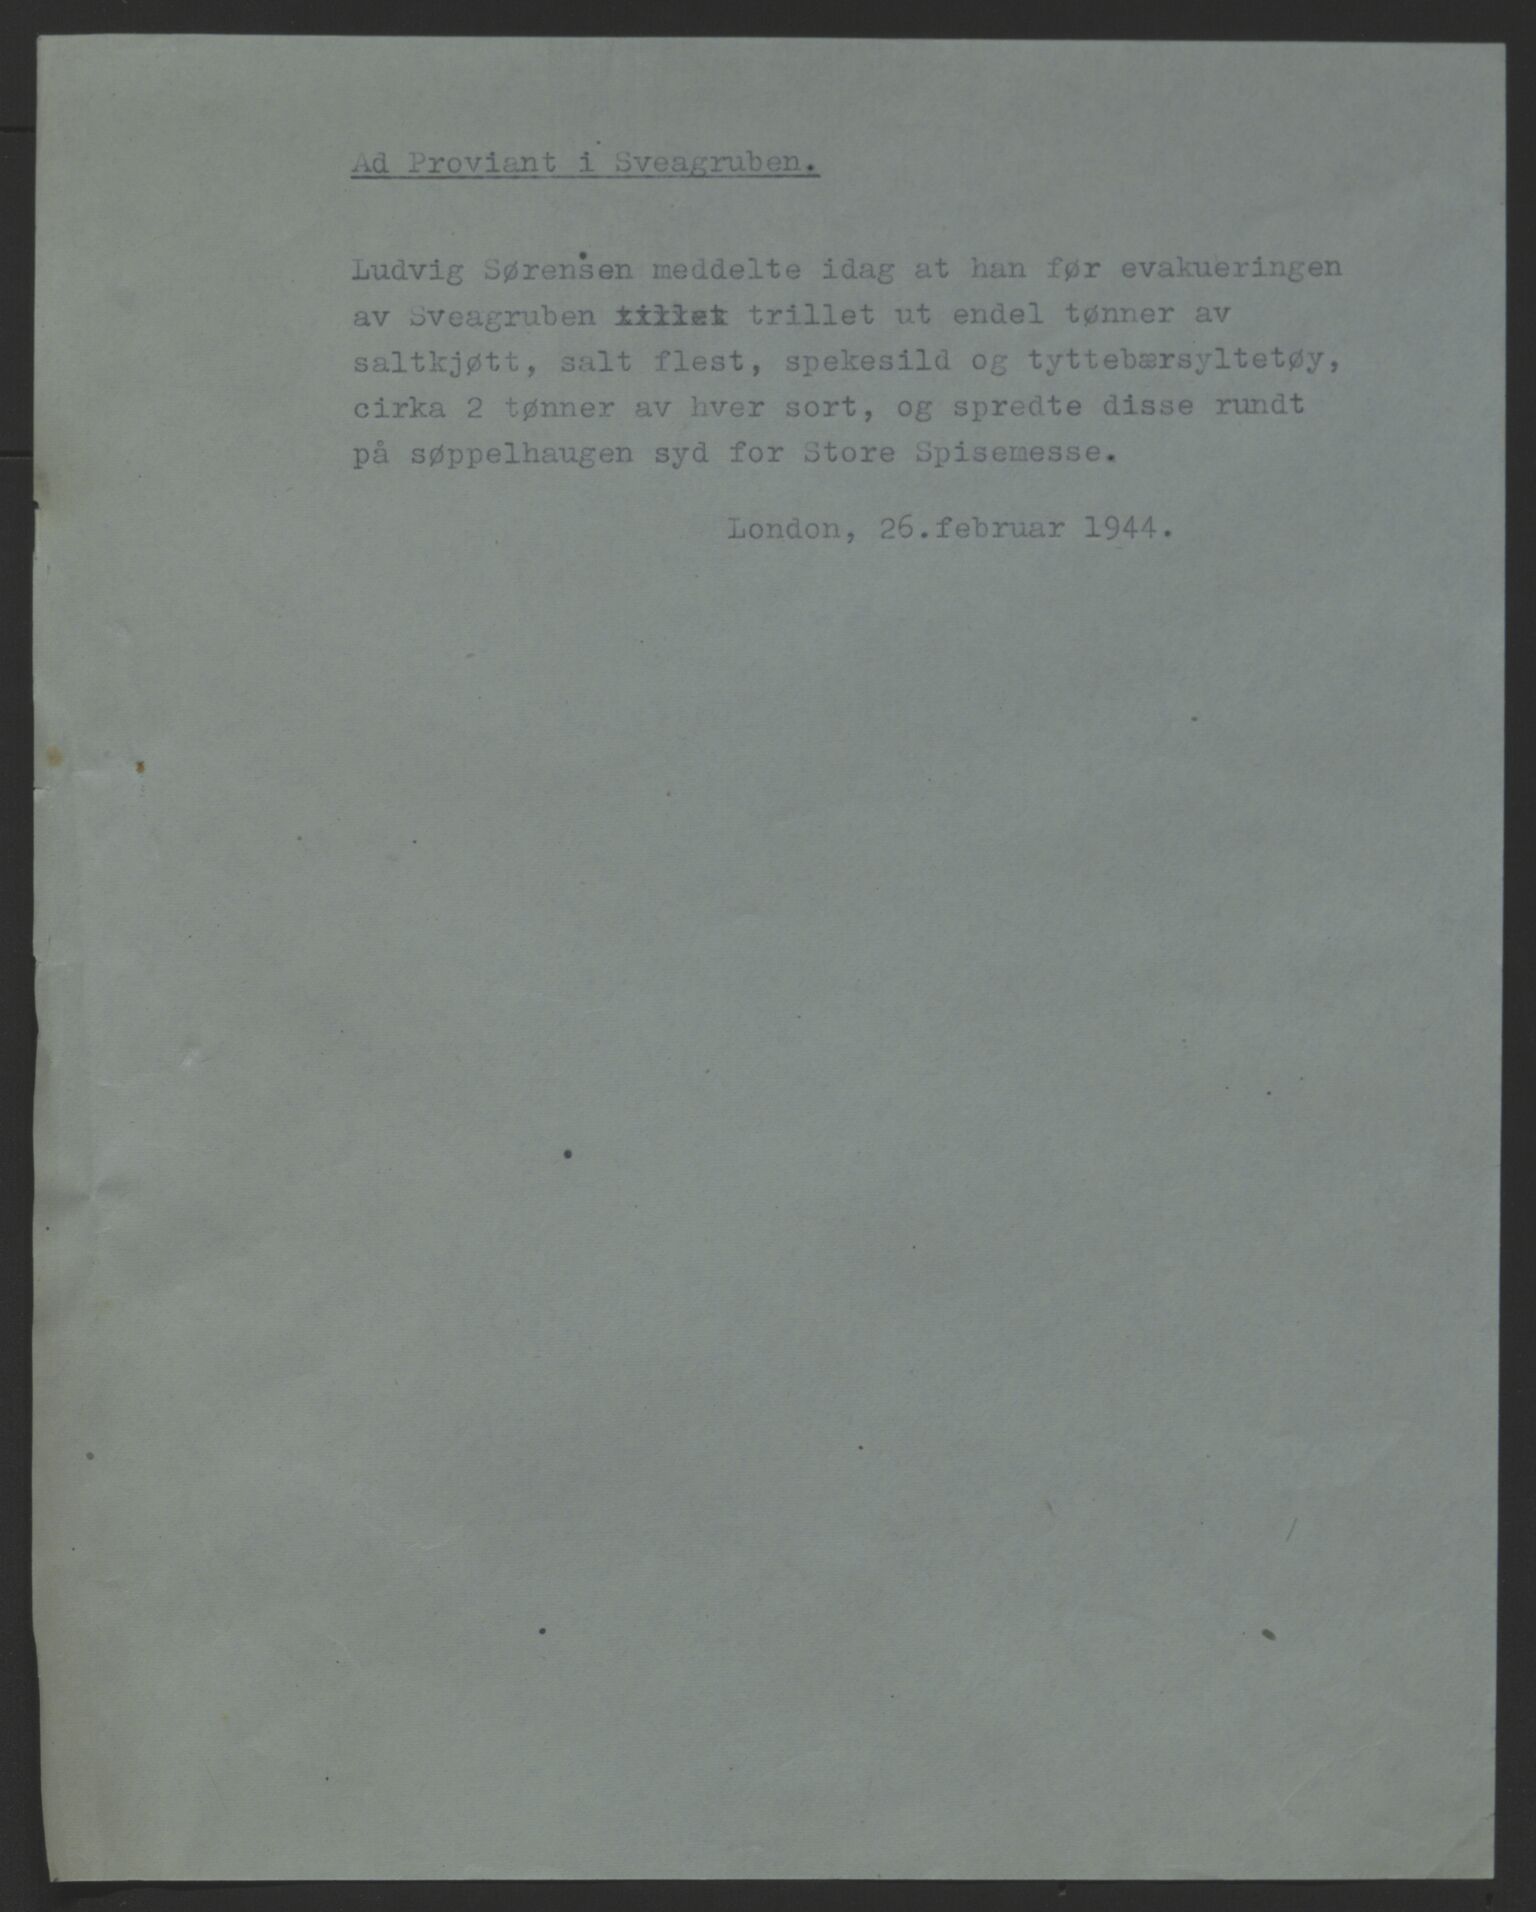 Ad Proviant i Sveagruben.
Ludvig Sørensen meddelte idag at han før evakueringen
av Sveagruben tillet trillet ut endel tønner av
saltkjøtt, salt flest, spekesild og tyttebærsyltetøy,
cirka 2 tønner av hver sort, og spredte disse rundt
på søppelhaugen syd for Store Spisemesse.
London, 26.februar 1944.